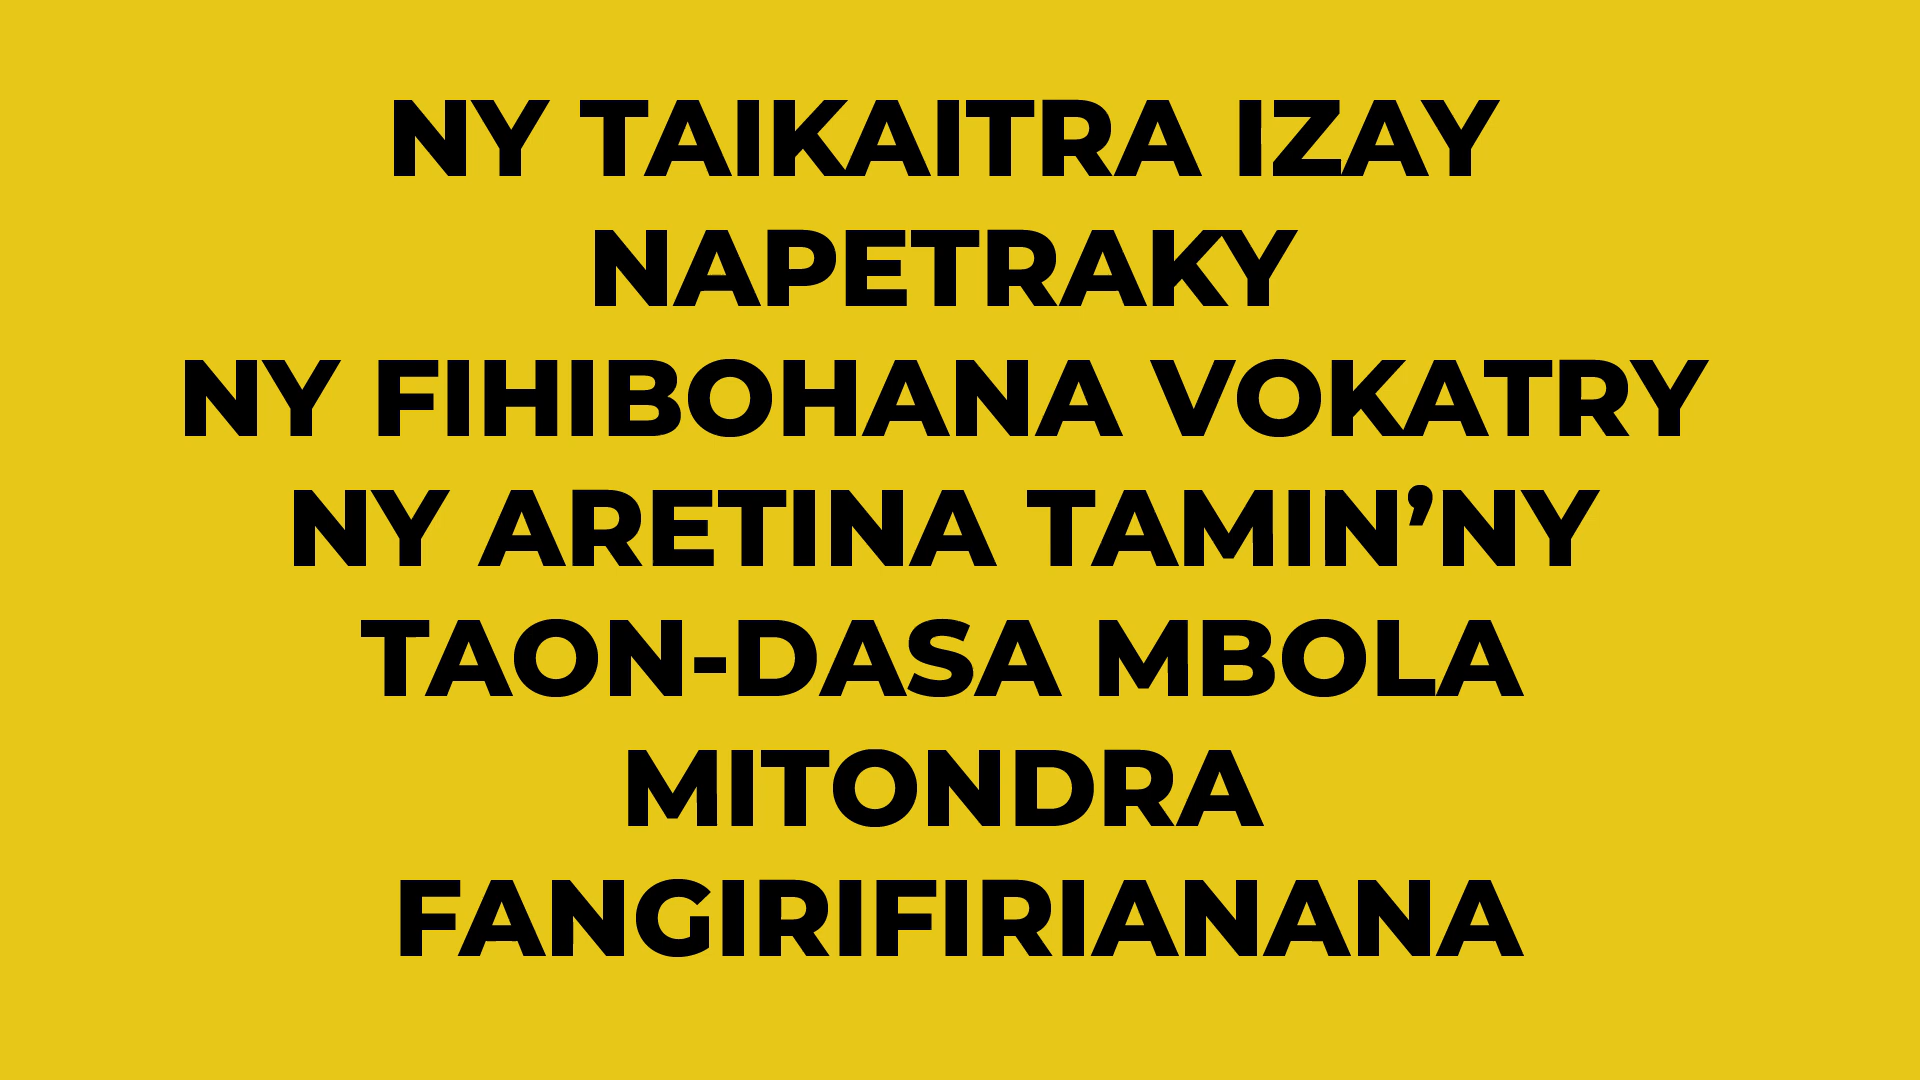 NY TAIKAITRA IZAY
NAPETRAKY
NY FIHIBOHANA VOKATRY
NY ARETINA TAMIN’NY
TAON-DASA MBOLA
MITONDRA
FANGIRIFIRIANANA